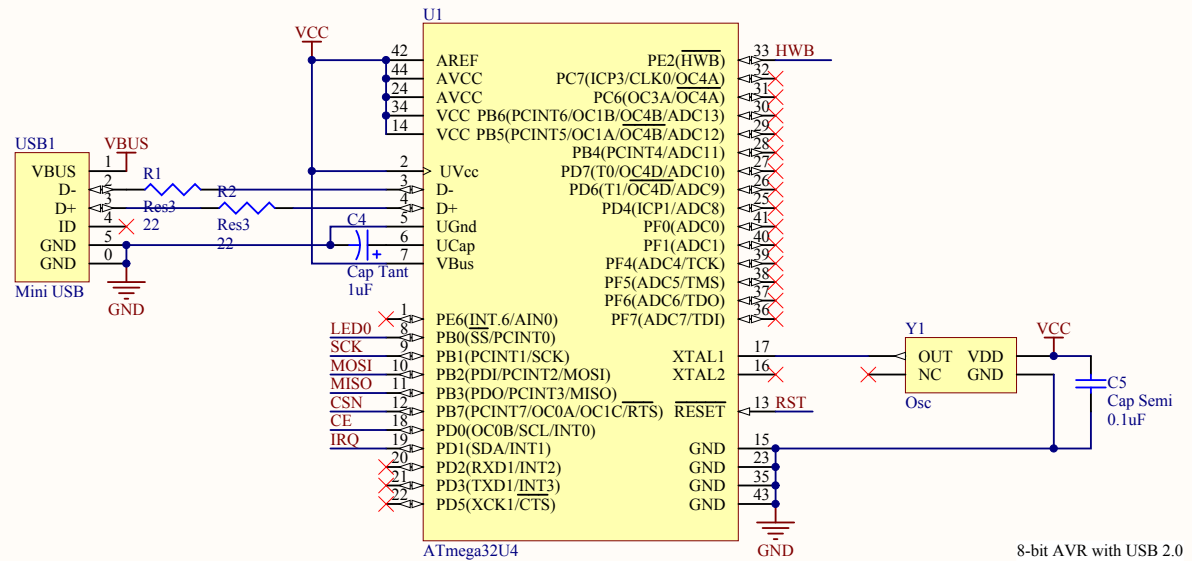 U1
VCC
42 AREF
44 AVCC
24 AVCC
34 VCC
14 VCC
2 UVcc
3 D-
4 D+
5 UGnd
6 UCap
7 VBus
1 PE6(INT.6/AIN0)
LED0 8 PB0(SS/PCINT0)
SCK 9 PB1(PCINT1/SCK)
MOSI 10 PB2(PDI/PCINT2/MOSI)
MISO 11 PB3(PDO/PCINT3/MISO)
CSN 12 PB7(PCINT7/OC0A/OC1C/RTS)
CE 18 PD0(OC0B/SCL/INT0)
IRQ 19 PD1(SDA/INT1)
20 PD2(RXD1/INT2)
21 PD3(TXD1/INT3)
22 PD5(XCK1/CTS)
PE2(HWB) 33 HWB
PC7(ICP3/CLK0/OC4A) 32
PC6(OC3A/OC4A) 31
PB6(PCINT6/OC1B/OC4B/ADC13) 30
PB5(PCINT5/OC1A/OC4B/ADC12) 29
PB4(PCINT4/ADC11) 28
PD7(T0/OC4D/ADC10) 27
PD6(T1/OC4D/ADC9) 26
PD4(ICP1/ADC8) 25
PF0(ADC0) 41
PF1(ADC1) 40
PF4(ADC4/TCK) 39
PF5(ADC5/TMS) 38
PF6(ADC6/TDO) 37
PF7(ADC7/TDI) 36
XTAL1 17
XTAL2 16
RESET 13 RST
GND 15
GND 23
GND 35
GND 43
GND
ATmega32U4
USB1
VBUS
VBUS 1
D- 2
D+ 3
ID 4
GND 5
GND 0
Mini USB
GND
R1
Res3
22
R2
Res3
22
C4
Cap Tant
1uF
Y1
OUT VDD
NC GND
Osc
VCC
C5
Cap Semi
0.1uF
8-bit AVR with USB 2.0